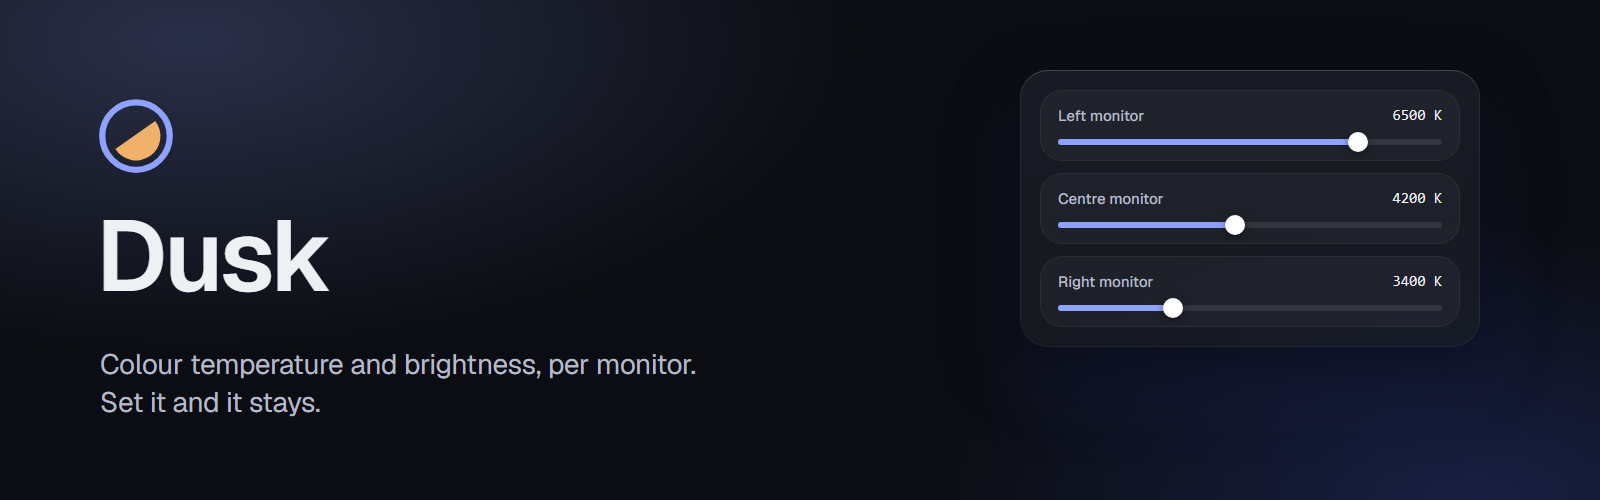 Dusk
Colour temperature and brightness, per monitor.
Set it and it stays.
Left monitor 6500 K
Centre monitor 4200 K
Right monitor 3400 K